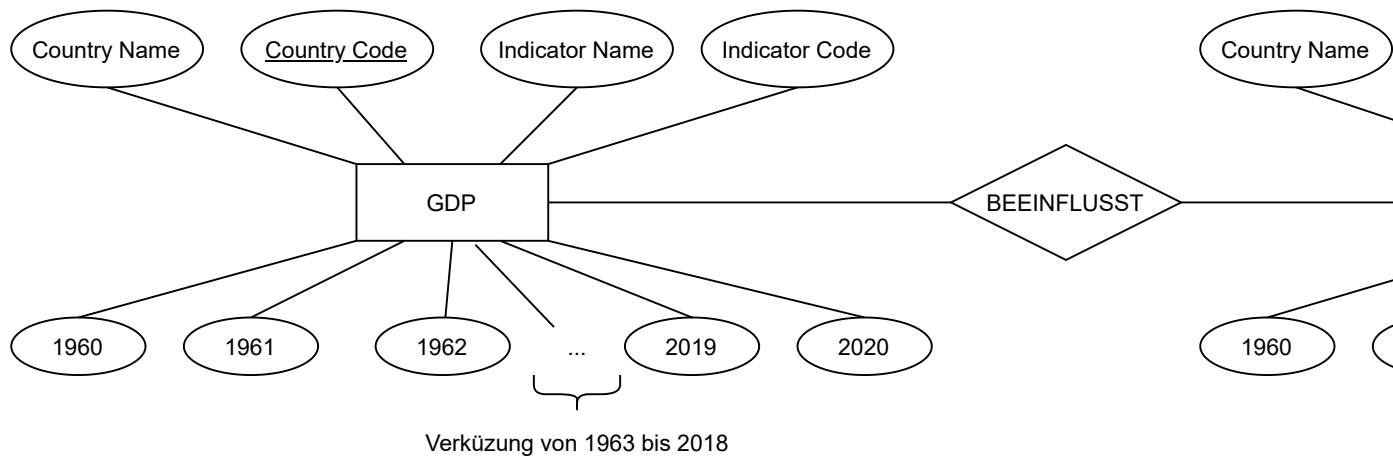 Country Name
Country Code
Indicator Name
Indicator Code
Country Name
GDP
BEEINFLUSST
1960
1961
1962
...
2019
2020
1960
Verküzung von 1963 bis 2018